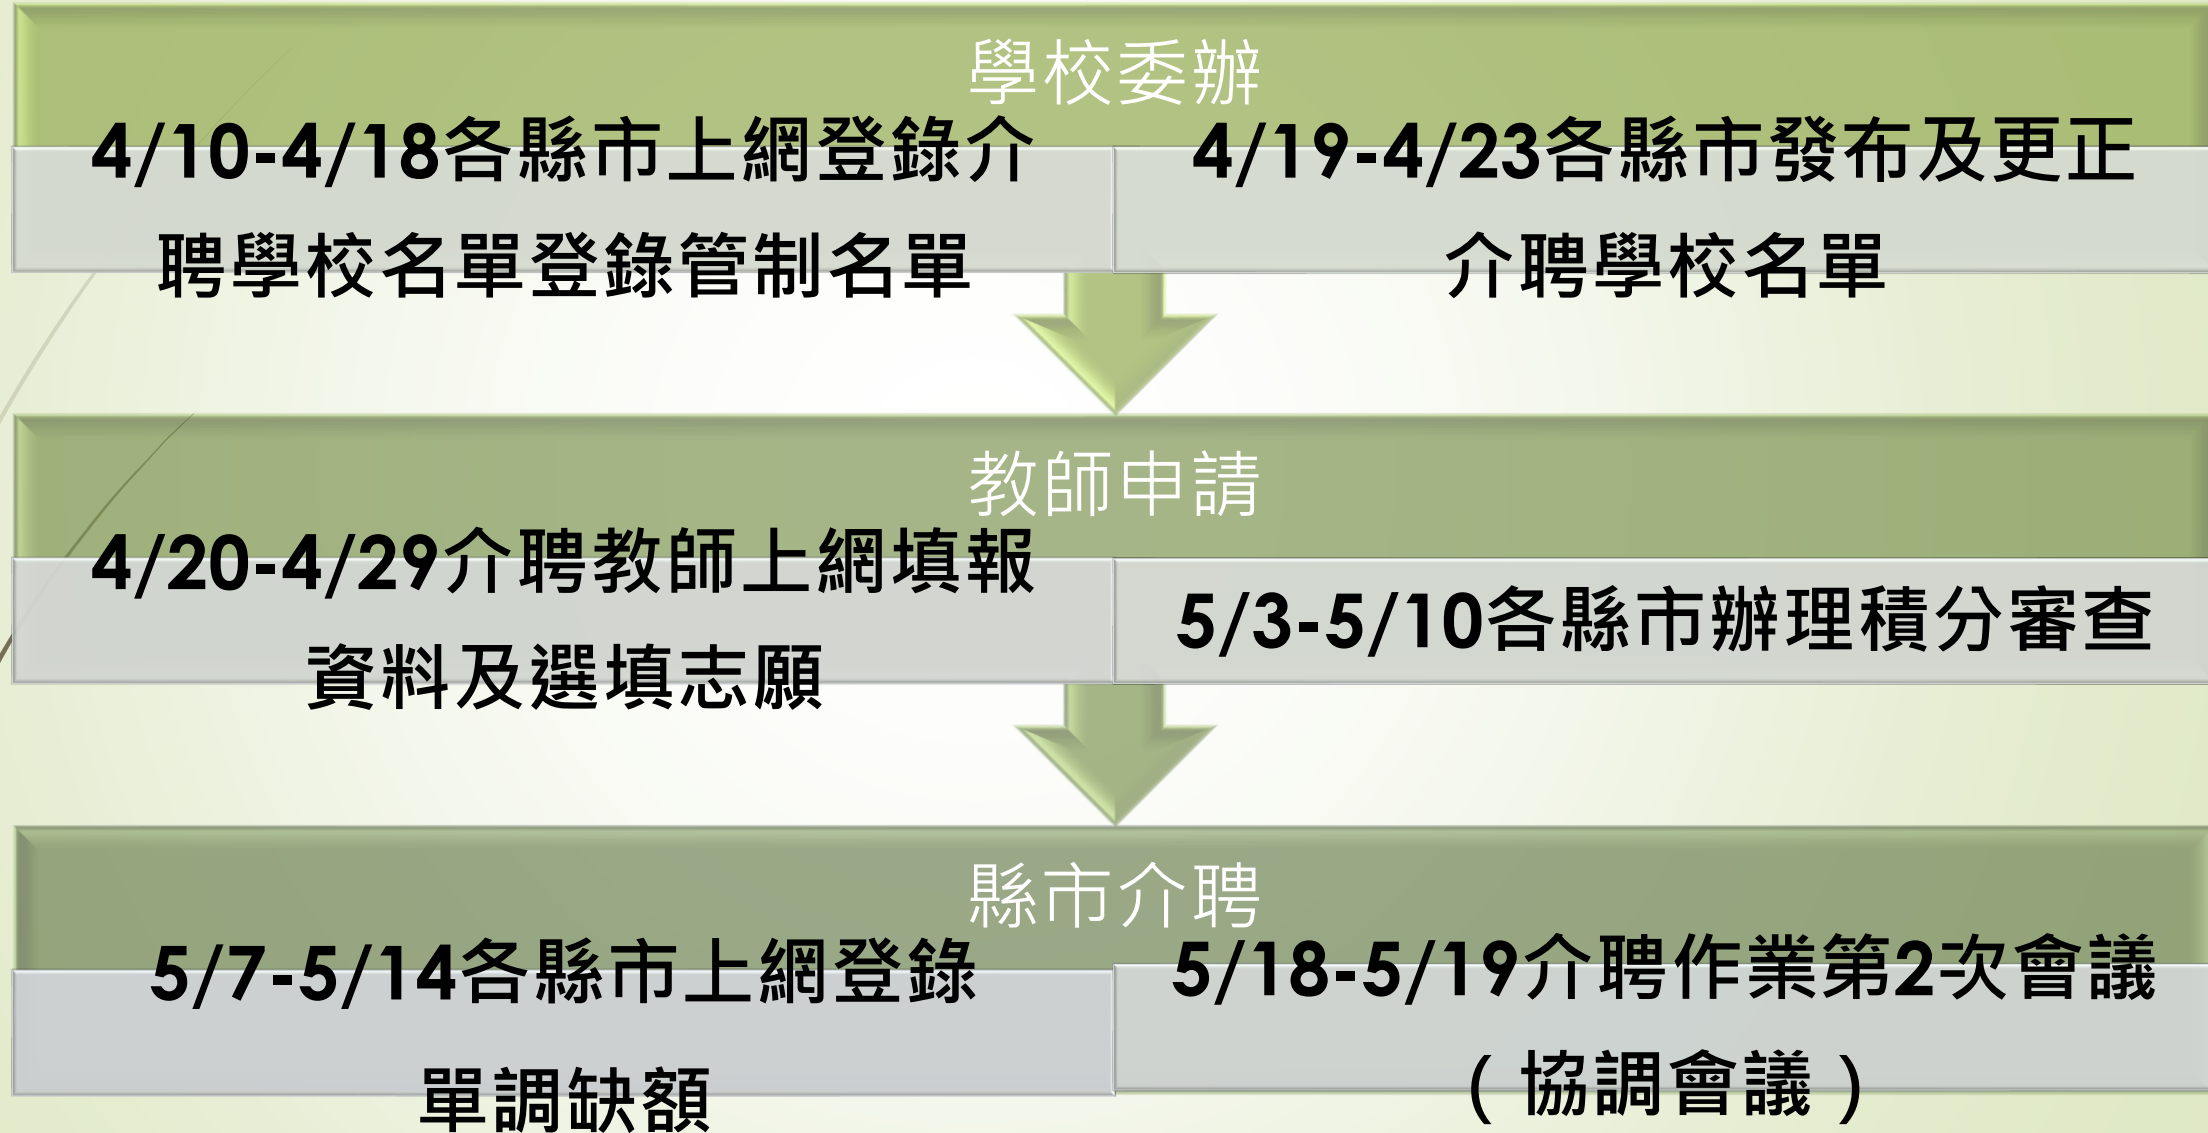 學校委辦
4/10-4/18各縣市上網登錄介
聘學校名單登錄管制名單
4/19-4/23各縣市發布及更正
介聘學校名單
教師申請
4/20-4/29介聘教師上網填報
資料及選填志願
5/3-5/10各縣市辦理積分審查
縣市介聘
5/7-5/14各縣市上網登錄
單調缺額
5/18-5/19介聘作業第2次會議
（協調會議）